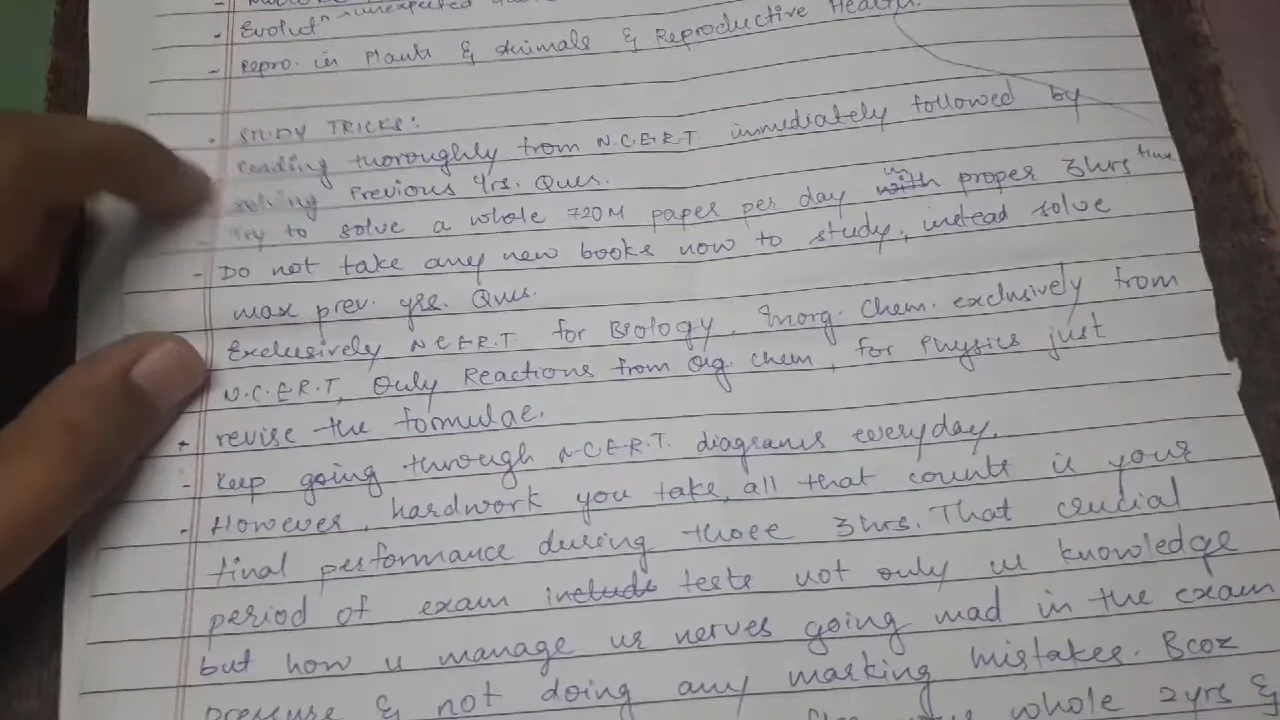 - Evolutⁿ - unexpected
- Repro. in Plants & Animals & Reproductive Health.
. STUDY TRICKS:
Reading thoroughly from N.C.E.R.T. immediately followed by
solving Previous Yrs. Ques.
- Try to solve a whole 720M paper per day in proper 3hrs time
- Do not take any new books now to study, instead solve
max prev. yrs. Ques.
Exclusively N.C.E.R.T. for Biology. Inorg. Chem. exclusively from
N.C.E.R.T, Only Reactions from Org. Chem, for Physics just
revise the formulae.
- Keep going through N.C.E.R.T. diagrams everyday.
- However, hardwork you take, all that counts is your
final performance during those 3hrs. That crucial
period of exam tests not only ur knowledge
but how u manage ur nerves going mad in the exam
pressure & not doing any marking mistakes. Bcoz
whole 2yrs &